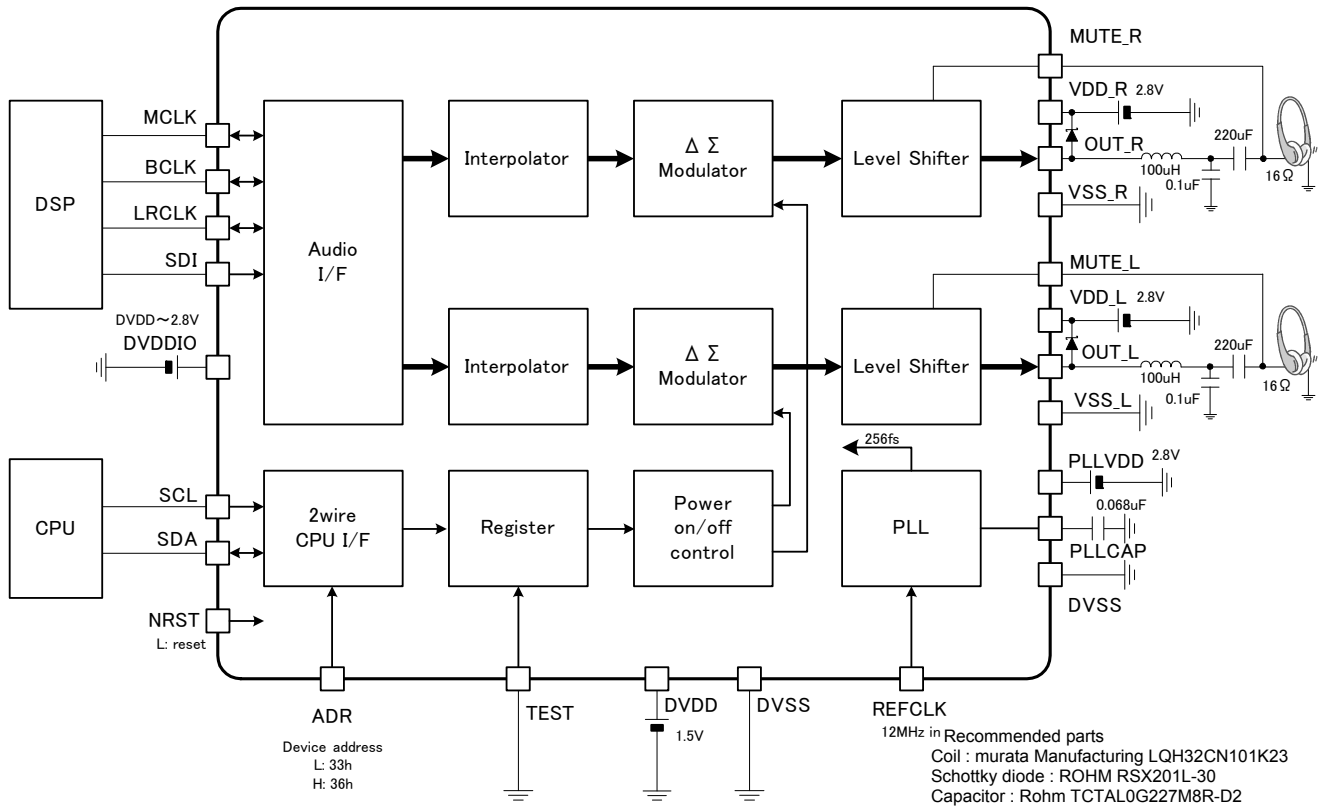 MUTE_R
VDD_R 2.8V
MCLK
BCLK
LRCLK
SDI
DSP
Audio
I/F
Interpolator
Δ Σ
Modulator
Level Shifter
OUT_R
100uH
0.1uF
220uF
16Ω
VSS_R
MUTE_L
VDD_L 2.8V
DVDD～2.8V
DVDDIO
Interpolator
Δ Σ
Modulator
Level Shifter
OUT_L
100uH
0.1uF
220uF
16Ω
VSS_L
256fs
PLLVDD 2.8V
0.068uF
PLLCAP
DVSS
CPU
SCL
SDA
2wire
CPU I/F
Register
Power
on/off
control
PLL
NRST
L: reset
ADR
Device address
L: 33h
H: 36h
TEST
DVDD
1.5V
DVSS
REFCLK
12MHz in
Recommended parts
Coil : murata Manufacturing LQH32CN101K23
Schottky diode : ROHM RSX201L-30
Capacitor : Rohm TCTAL0G227M8R-D2